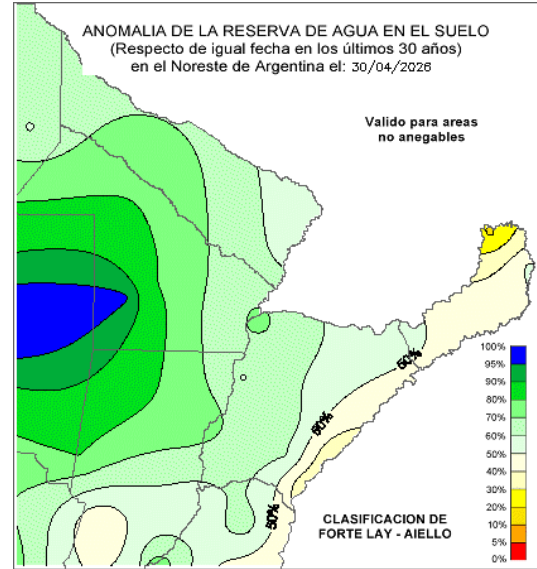 ANOMALIA DE LA RESERVA DE AGUA EN EL SUELO
(Respecto de igual fecha en los últimos 30 años)
en el Noreste de Argentina el: 30/04/2026
Valido para areas
no anegables
50%
50%
50%
100%
95%
90%
80%
70%
60%
50%
40%
30%
20%
10%
5%
0%
CLASIFICACION DE
FORTE LAY - AIELLO